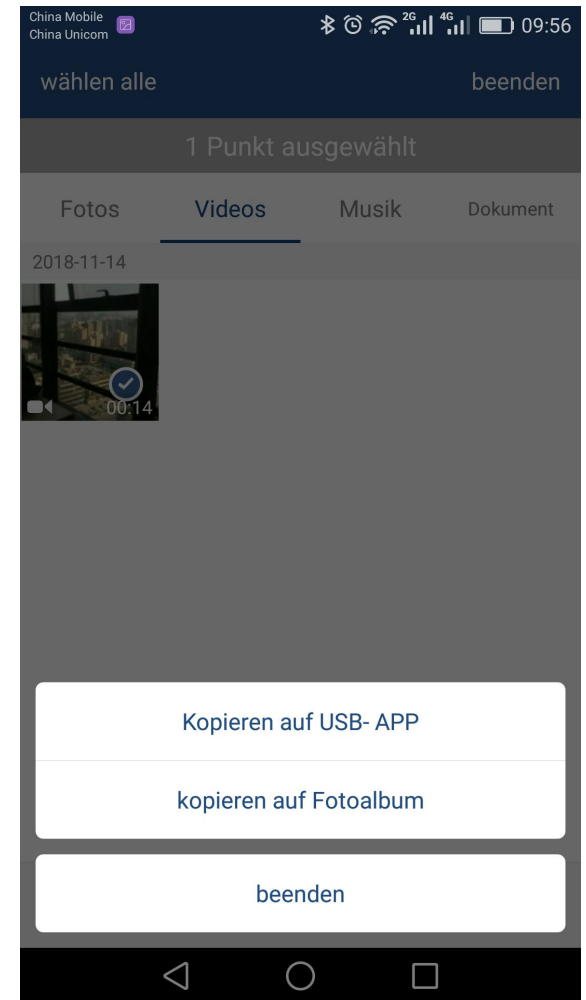 China Mobile
China Unicom
2G 4G 09:56
wählen alle beenden
1 Punkt ausgewählt
Fotos Videos Musik Dokument
2018-11-14
00:14
Kopieren auf USB- APP
kopieren auf Fotoalbum
beenden